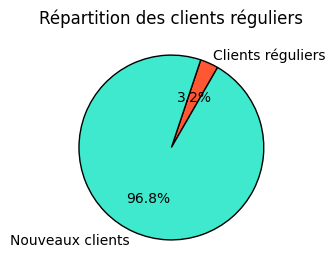 Répartition des clients réguliers
Clients réguliers
3.2%
96.8%
Nouveaux clients